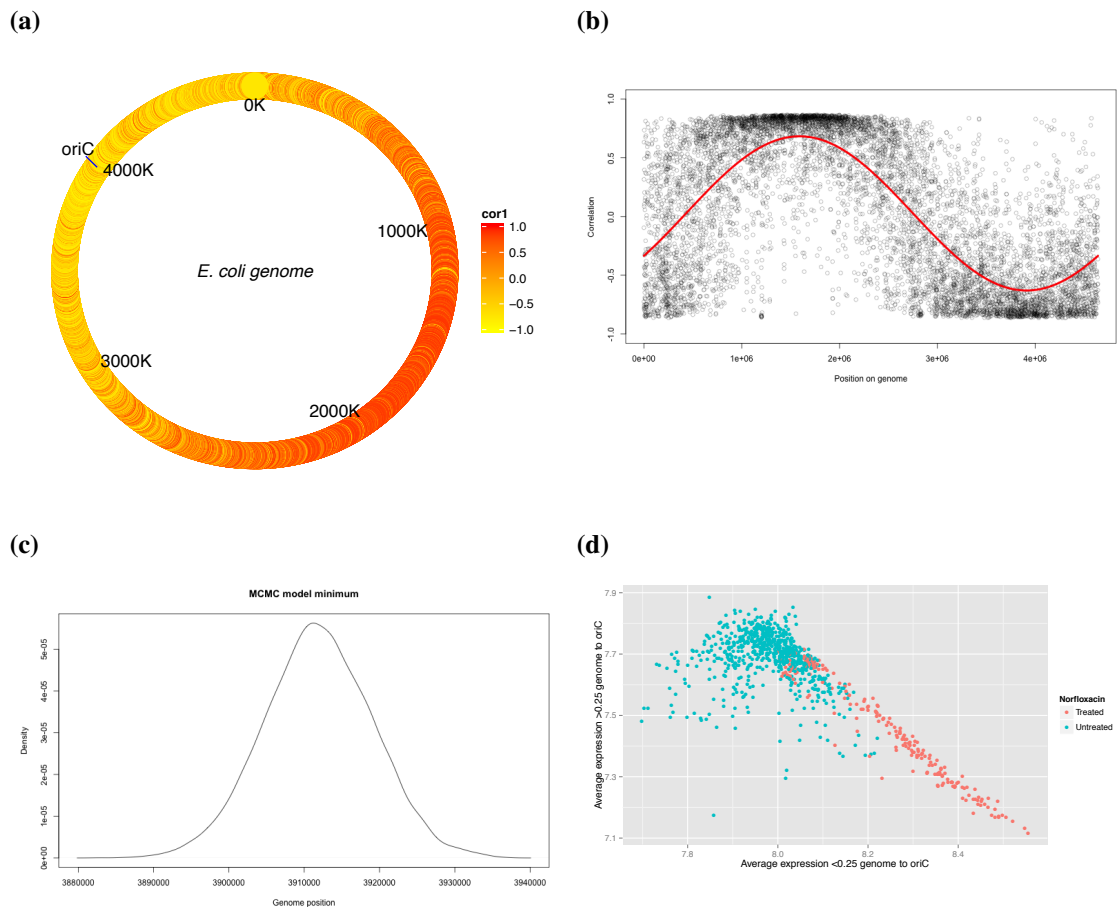 (a)
0K
oriC
4000K
1000K
E. coli genome
3000K
2000K
cor1
1.0
0.5
0.0
−0.5
−1.0
(b)
Correlation
1.0
0.5
0.0
-0.5
-1.0
0e+00 1e+06 2e+06 3e+06 4e+06
Position on genome
(c)
MCMC model minimum
Density
5e-05
4e-05
3e-05
2e-05
1e-05
0e+00
3880000 3890000 3900000 3910000 3920000 3930000 3940000
Genome position
(d)
Average expression >0.25 genome to oriC
7.9
7.7
7.5
7.3
7.1
7.8 8.0 8.2 8.4
Average expression <0.25 genome to oriC
Norfloxacin
Treated
Untreated